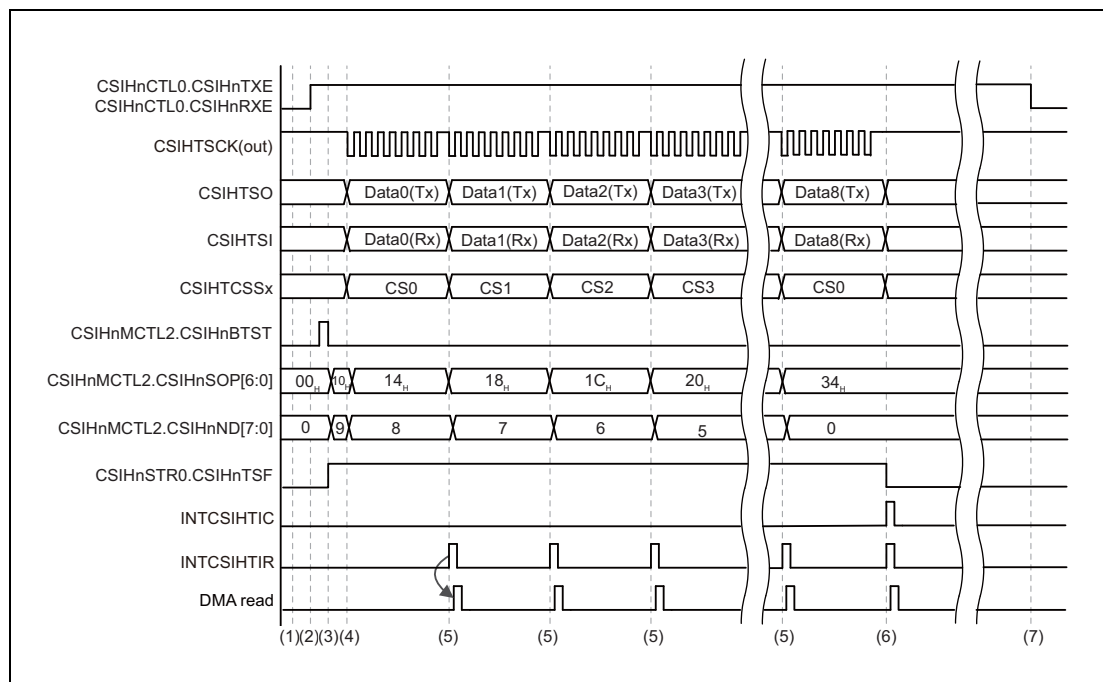 CSIHnCTL0.CSIHnTXE
CSIHnCTL0.CSIHnRXE
CSIHTSCK(out)
CSIHTSO Data0(Tx) Data1(Tx) Data2(Tx) Data3(Tx) Data8(Tx)
CSIHTSI Data0(Rx) Data1(Rx) Data2(Rx) Data3(Rx) Data8(Rx)
CSIHTCSSx CS0 CS1 CS2 CS3 CS0
CSIHnMCTL2.CSIHnBTST
CSIHnMCTL2.CSIHnSOP[6:0] 00H 10H 14H 18H 1CH 20H 34H
CSIHnMCTL2.CSIHnND[7:0] 0 9 8 7 6 5 0
CSIHnSTR0.CSIHnTSF
INTCSIHTIC
INTCSIHTIR
DMA read
(1)(2)(3)(4) (5) (5) (5) (5) (6) (7)